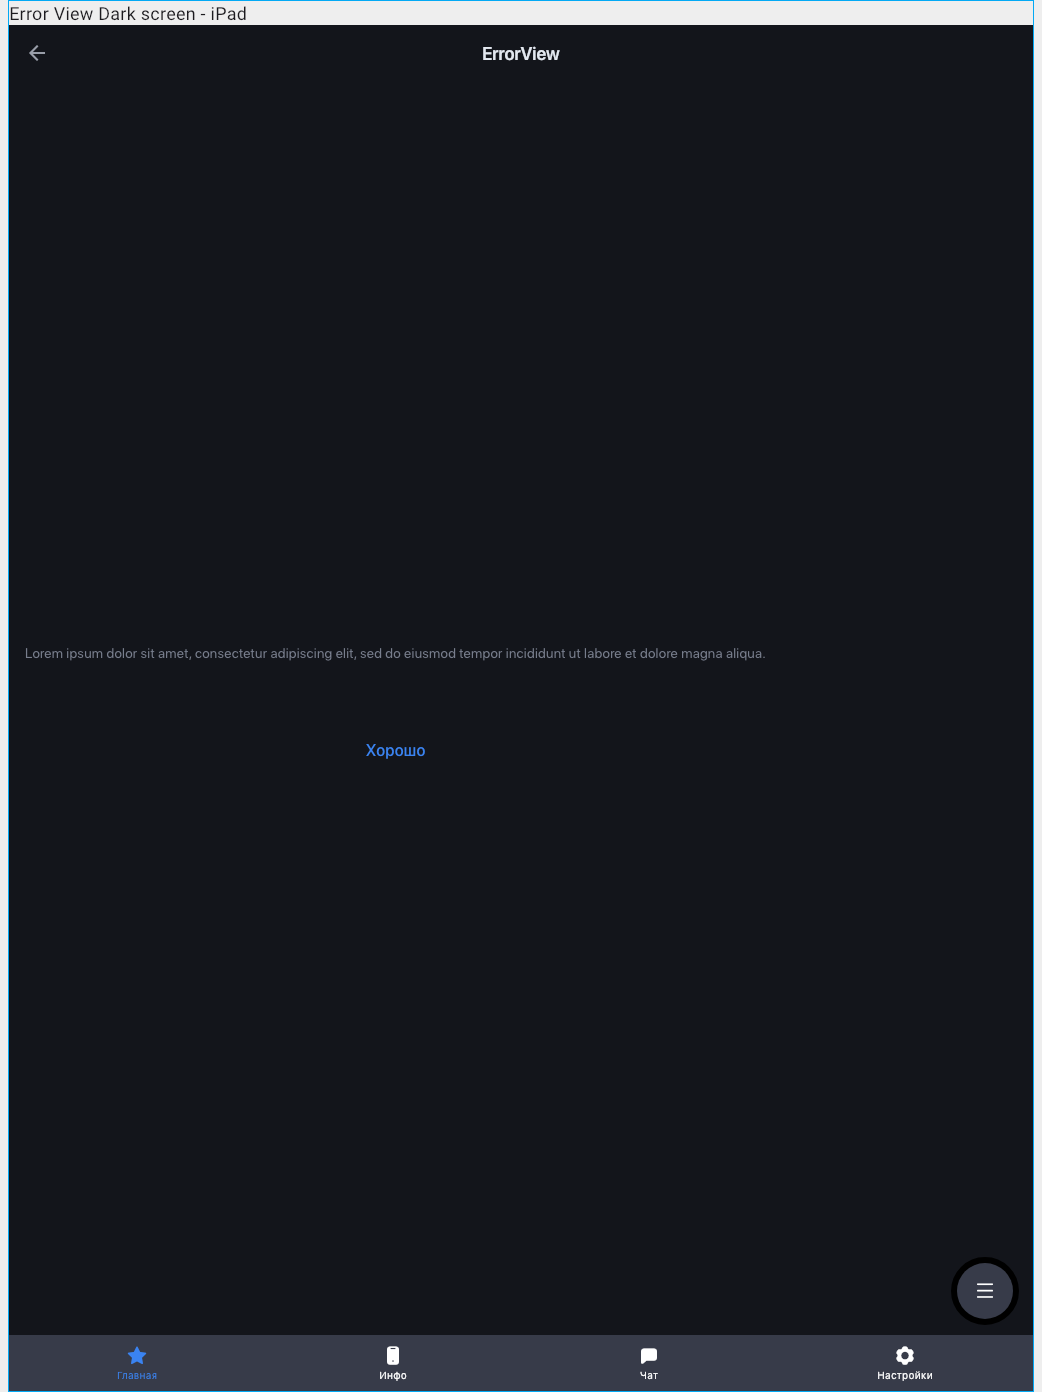 Error View Dark screen - iPad
ErrorView
Lorem ipsum dolor sit amet, consectetur adipiscing elit, sed do eiusmod tempor incididunt ut labore et dolore magna aliqua.
Хорошо
Главная
Инфо
Чат
Настройки